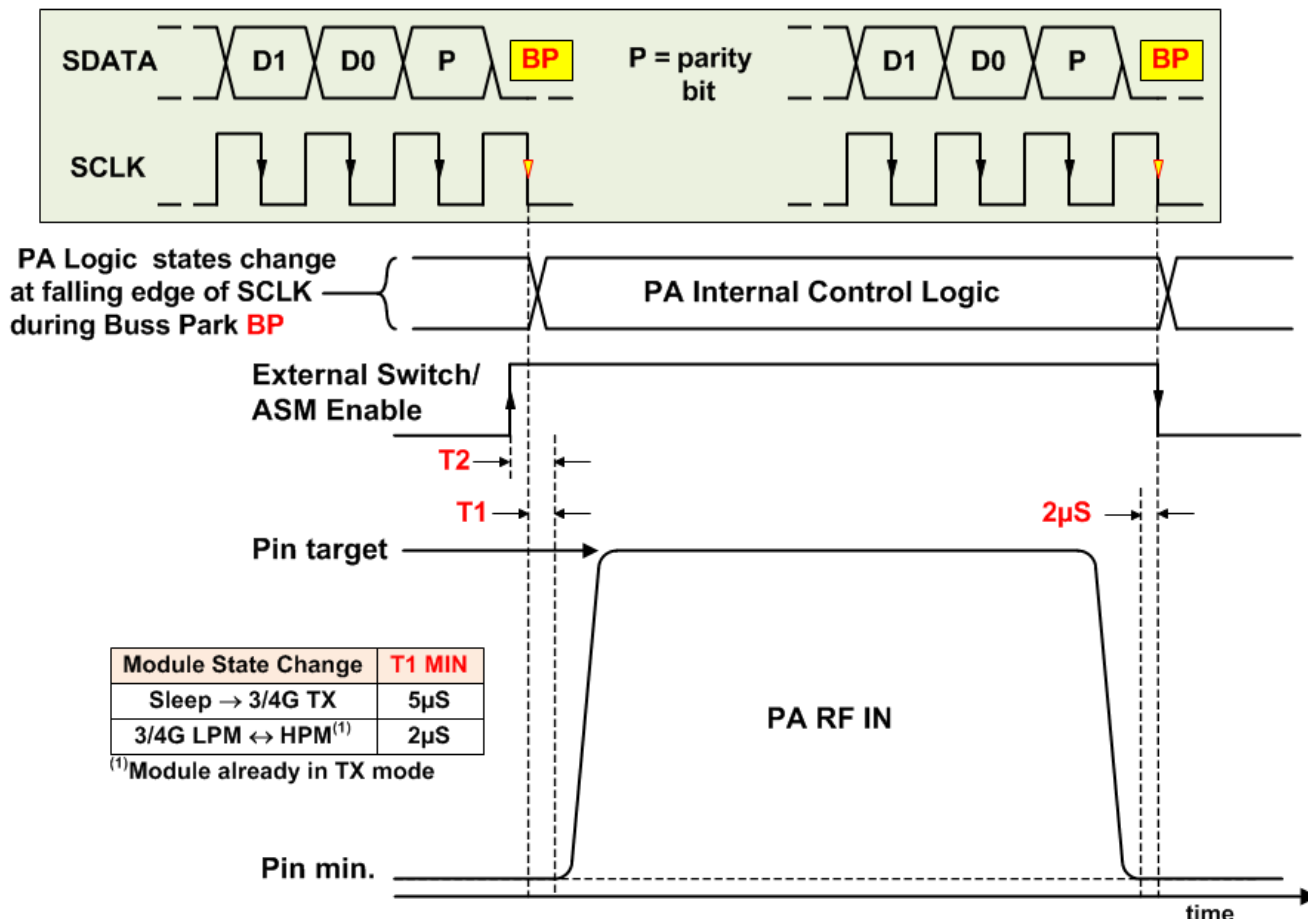 SDATA D1 D0 P BP P = parity bit D1 D0 P BP
SCLK
PA Logic states change
at falling edge of SCLK
during Buss Park BP
PA Internal Control Logic
External Switch/
ASM Enable
T2
T1
2µS
Pin target
Module State Change T1 MIN
Sleep → 3/4G TX 5µS
3/4G LPM ↔ HPM(1) 2µS
(1)Module already in TX mode
PA RF IN
Pin min.
time